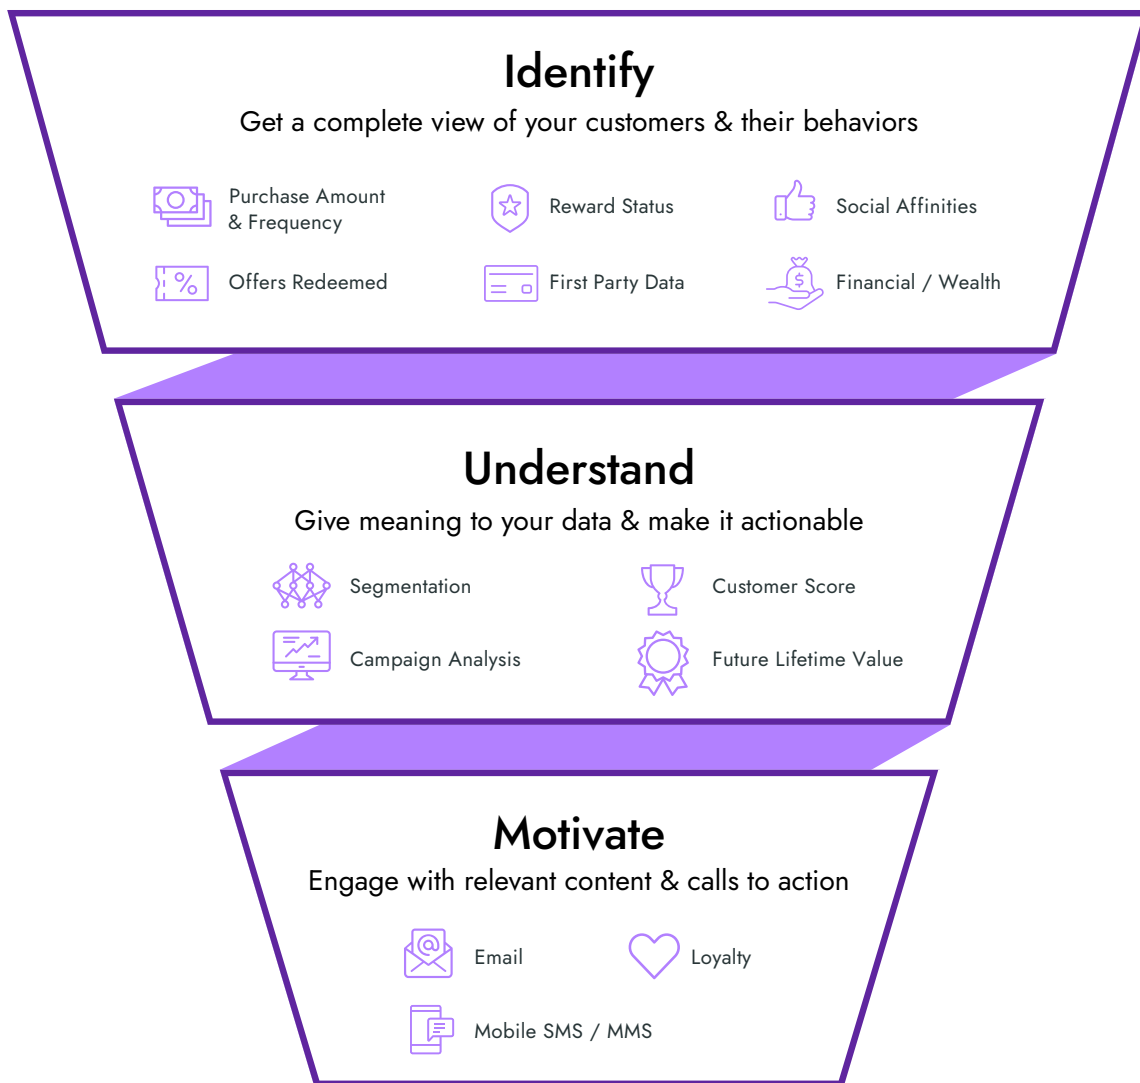 Identify
Get a complete view of your customers & their behaviors
Purchase Amount
& Frequency
Reward Status
Social Affinities
Offers Redeemed
First Party Data
Financial / Wealth
Understand
Give meaning to your data & make it actionable
Segmentation
Customer Score
Campaign Analysis
Future Lifetime Value
Motivate
Engage with relevant content & calls to action
Email
Loyalty
Mobile SMS / MMS